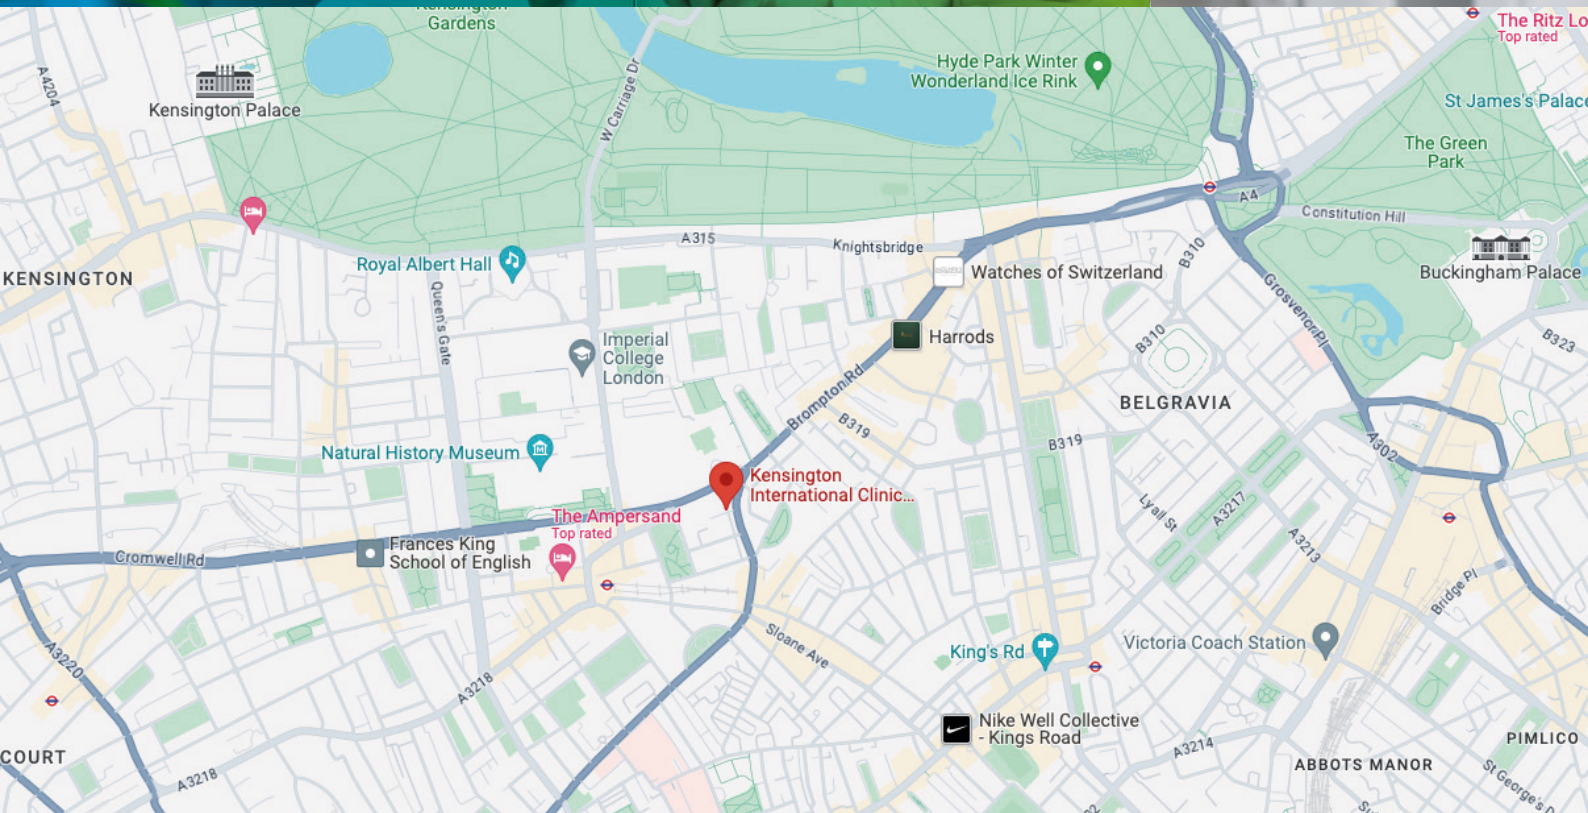 Kensington
Gardens
The Ritz Lo
Top rated
A4204
Kensington Palace
W Carriage Dr
Hyde Park Winter
Wonderland Ice Rink
St James's Palace
The Green
Park
A4
Constitution Hill
Royal Albert Hall
A315
Knightsbridge
B310
Buckingham Palace
KENSINGTON
Watches of Switzerland
Queen's Gate
Grosvenor Pl
Imperial
College
London
Harrods
B310
B323
Brompton Rd
BELGRAVIA
B319
B319
A302
Natural History Museum
Kensington
International Clinic...
Lyall St
A3217
The Ampersand
Top rated
A3213
Cromwell Rd
Frances King
School of English
Bridge Pl
Sloane Ave
King's Rd
Victoria Coach Station
A3220
A3218
Nike Well Collective
- Kings Road
A3214
PIMLICO
COURT
A3218
ABBOTS MANOR
St George's D